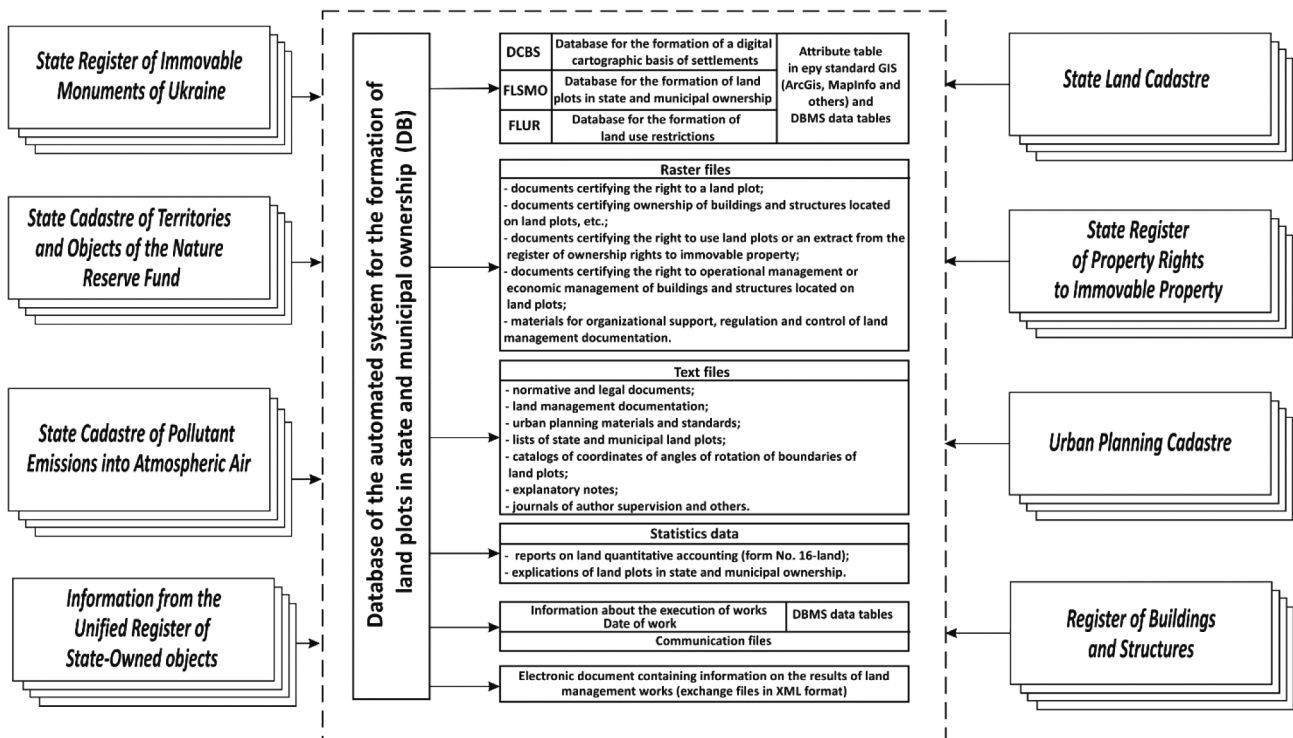 State Register of Immovable
Monuments of Ukraine
State Cadastre of Territories
and Objects of the Nature
Reserve Fund
State Cadastre of Pollutant
Emissions into Atmospheric Air
Information from the
Unified Register of
State-Owned objects
Database of the automated system for the formation of
land plots in state and municipal ownership (DB)
DCBS
Database for the formation of a digital
cartographic basis of settlements
FLSMO
Database for the formation of land
plots in state and municipal ownership
FLUR
Database for the formation of
land use restrictions
Attribute table
in еру standard GIS
(ArcGis, MapInfo and
others) and
DBMS data tables
Raster files
- documents certifying the right to a land plot;
- documents certifying ownership of buildings and structures located
on land plots, etc.;
- documents certifying the right to use land plots or an extract from the
register of ownership rights to immovable property;
- documents certifying the right to operational management or
economic management of buildings and structures located on
land plots;
- materials for organizational support, regulation and control of land
management documentation.
Text files
- normative and legal documents;
- land management documentation;
- urban planning materials and standards;
- lists of state and municipal land plots;
- catalogs of coordinates of angles of rotation of boundaries of
land plots;
- explanatory notes;
- journals of author supervision and others.
Statistics data
- reports on land quantitative accounting (form No. 16-land);
- explications of land plots in state and municipal ownership.
Information about the execution of works
Date of work
DBMS data tables
Communication files
Electronic document containing information on the results of land
management works (exchange files in XML format)
State Land Cadastre
State Register
of Property Rights
to Immovable Property
Urban Planning Cadastre
Register of Buildings
and Structures